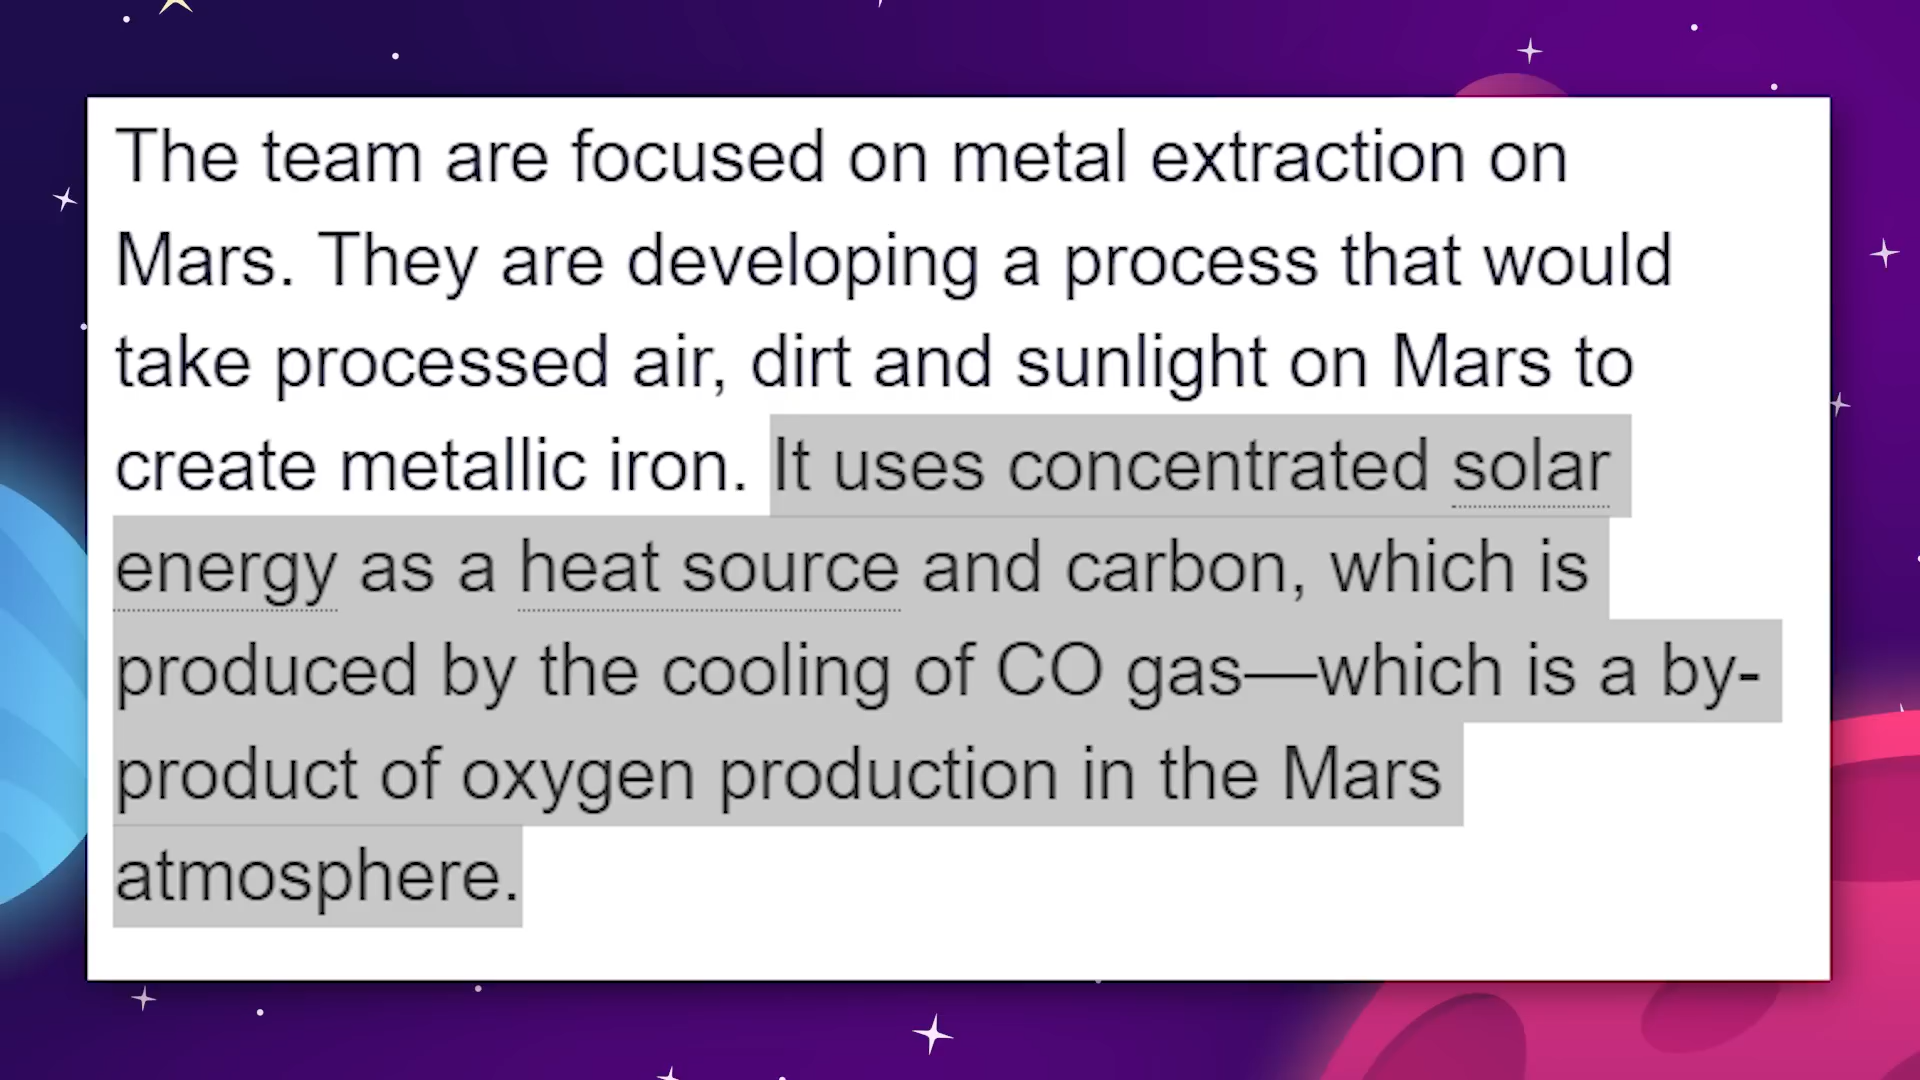 The team are focused on metal extraction on
Mars. They are developing a process that would
take processed air, dirt and sunlight on Mars to
create metallic iron. It uses concentrated solar
energy as a heat source and carbon, which is
produced by the cooling of CO gas—which is a by-
product of oxygen production in the Mars
atmosphere.